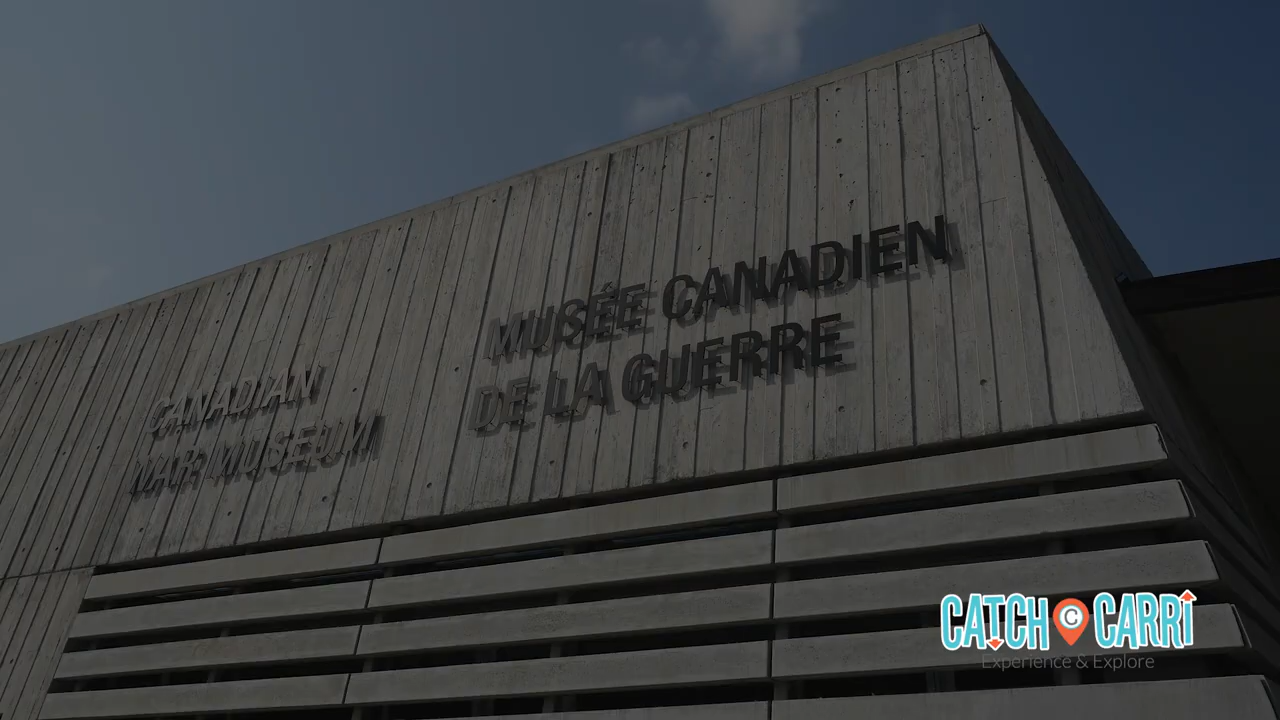 CANADIAN
WAR MUSEUM
MUSÉE CANADIEN
DE LA GUERRE
CATCH C CARRI
Experience & Explore